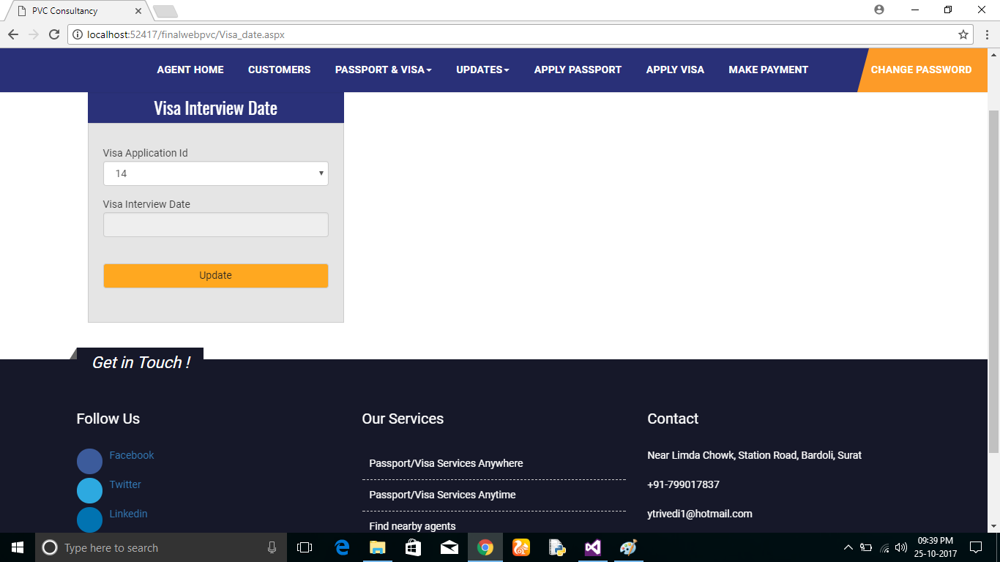 PVC Consultancy
localhost:52417/finalwebpvc/Visa_date.aspx
AGENT HOME CUSTOMERS PASSPORT & VISA UPDATES APPLY PASSPORT APPLY VISA MAKE PAYMENT CHANGE PASSWORD
Visa Interview Date
Visa Application Id
14
Visa Interview Date
Update
Get in Touch !
Follow Us
Facebook
Twitter
Linkedin
Our Services
Passport/Visa Services Anywhere
Passport/Visa Services Anytime
Find nearby agents
Contact
Near Limda Chowk, Station Road, Bardoli, Surat
+91-799017837
ytrivedi1@hotmail.com
Type here to search
09:39 PM
25-10-2017